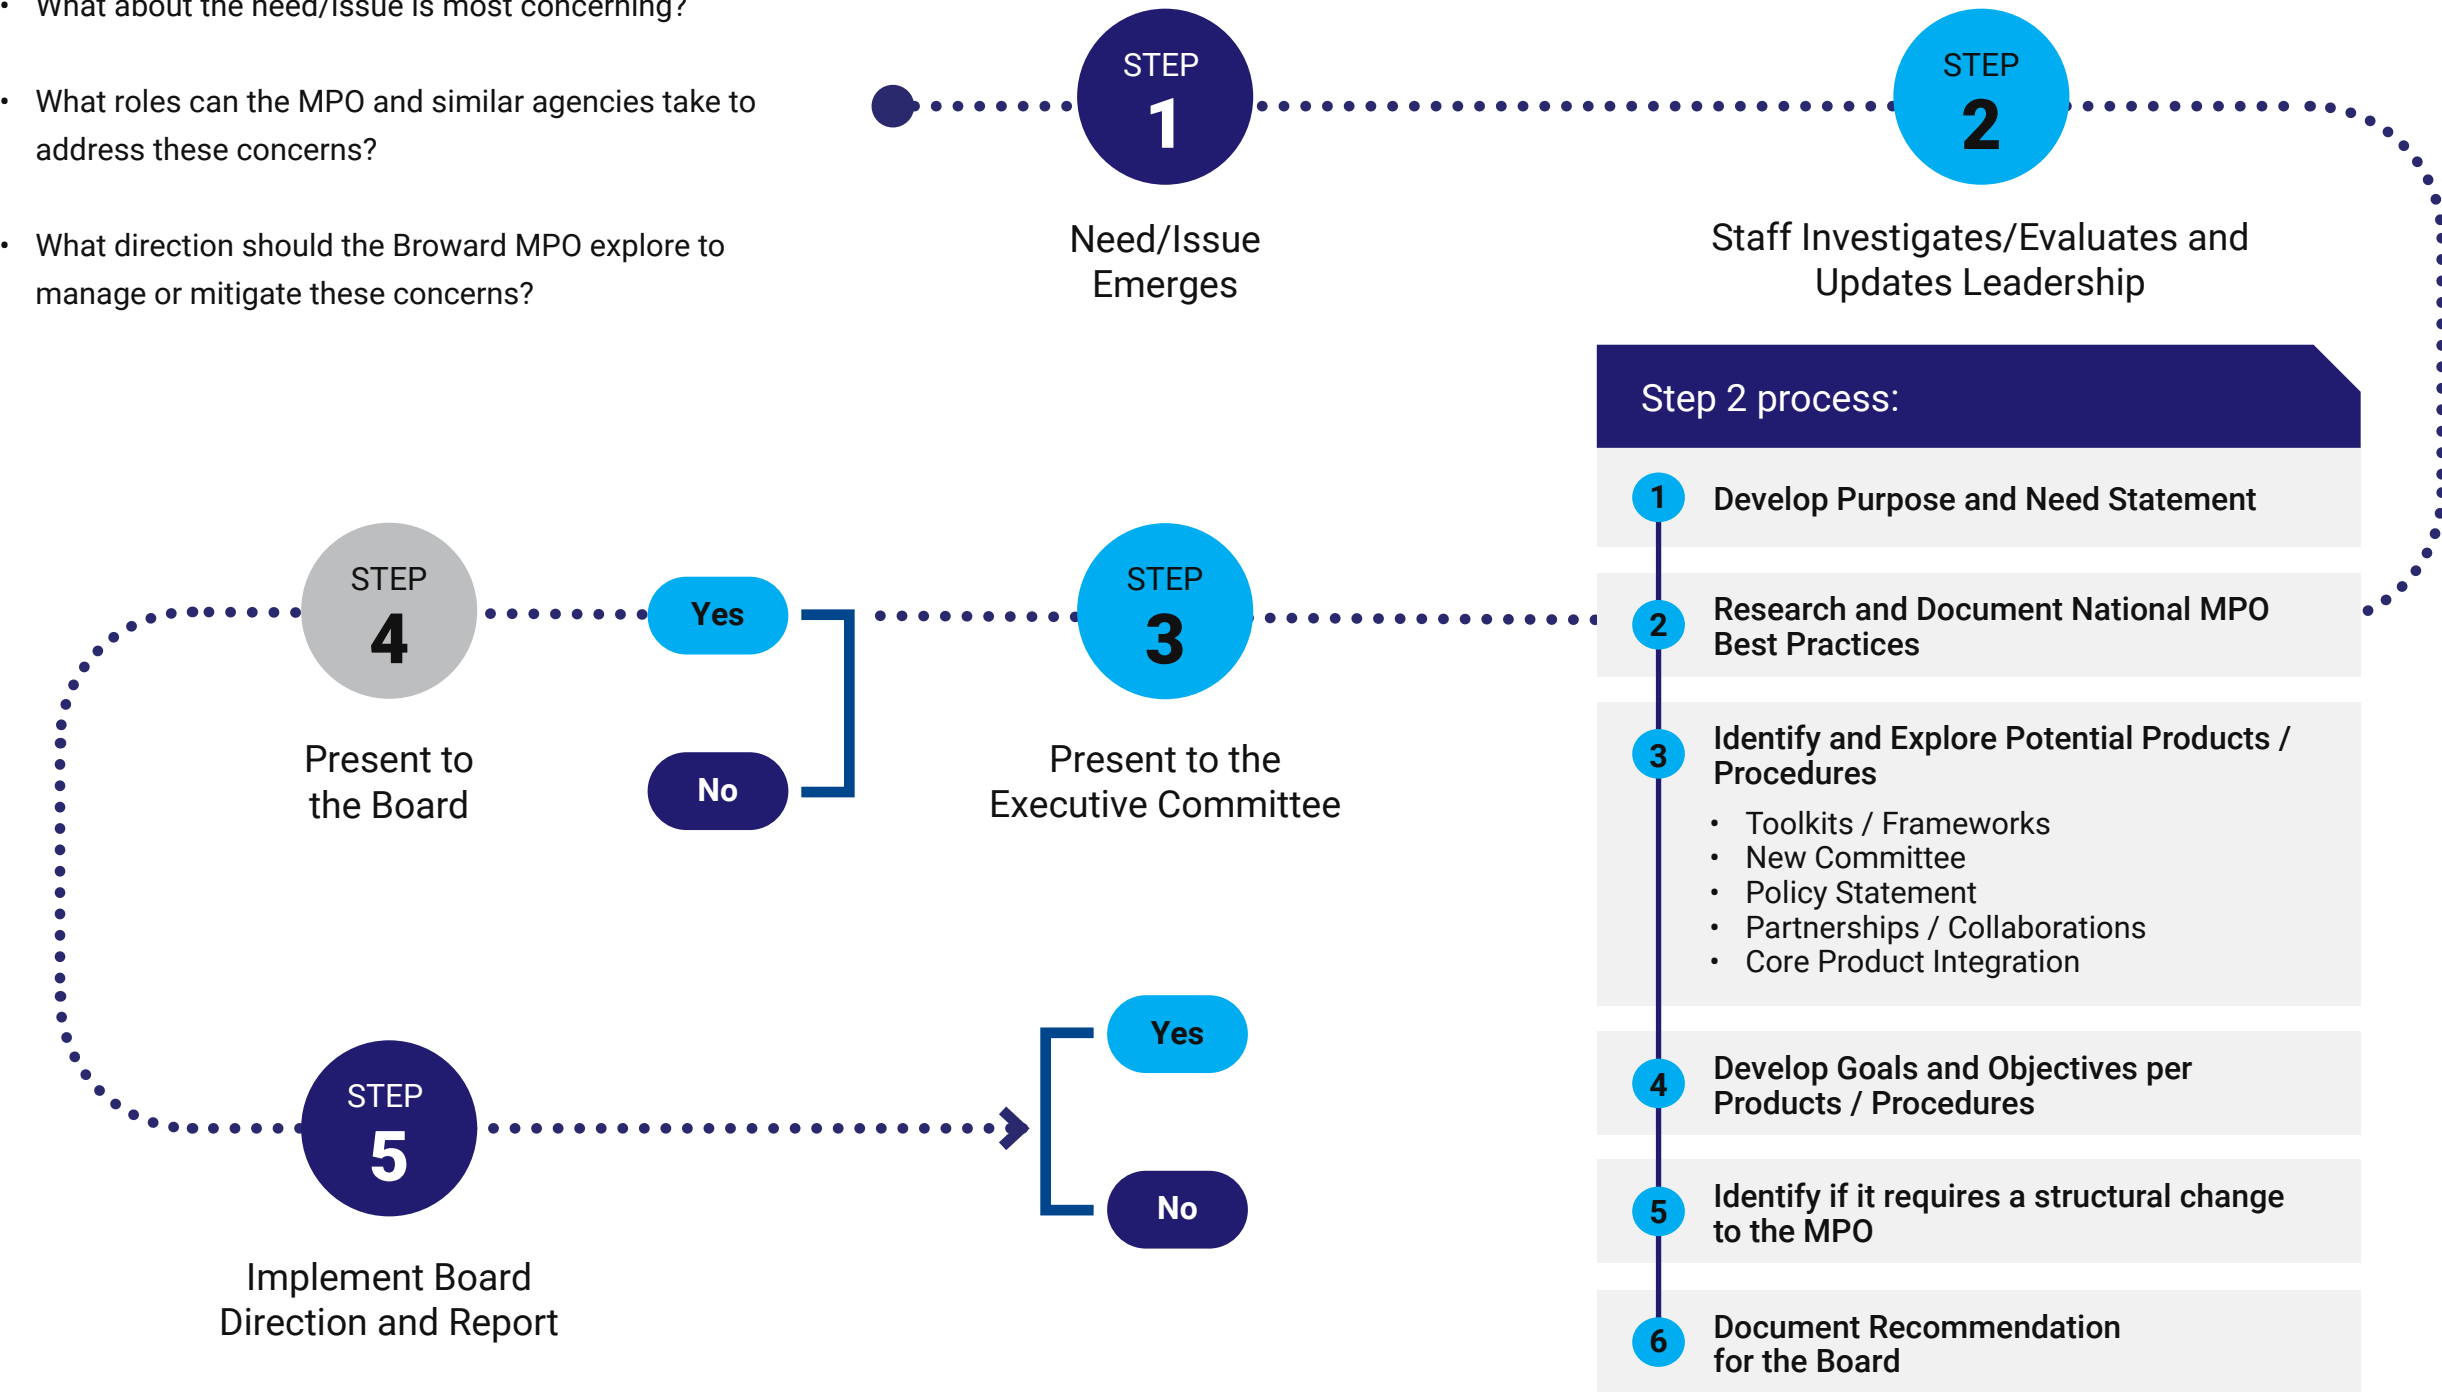 • What about the need/issue is most concerning?
• What roles can the MPO and similar agencies take to
address these concerns?
• What direction should the Broward MPO explore to
manage or mitigate these concerns?
STEP
1
Need/Issue
Emerges
STEP
2
Staff Investigates/Evaluates and
Updates Leadership
Step 2 process:
1
Develop Purpose and Need Statement
2
Research and Document National MPO
Best Practices
3
Identify and Explore Potential Products /
Procedures
• Toolkits / Frameworks
• New Committee
• Policy Statement
• Partnerships / Collaborations
• Core Product Integration
4
Develop Goals and Objectives per
Products / Procedures
5
Identify if it requires a structural change
to the MPO
6
Document Recommendation
for the Board
STEP
3
Present to the
Executive Committee
Yes
No
STEP
4
Present to
the Board
STEP
5
Implement Board
Direction and Report
Yes
No